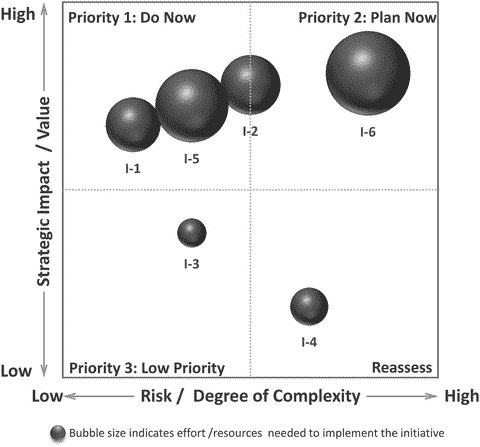 High
Priority 1: Do Now
Priority 2: Plan Now
I-1
I-5
I-2
I-6
Strategic Impact / Value
I-3
I-4
Priority 3: Low Priority
Reassess
Low
Low
Risk / Degree of Complexity
High
Bubble size indicates effort /resources needed to implement the initiative